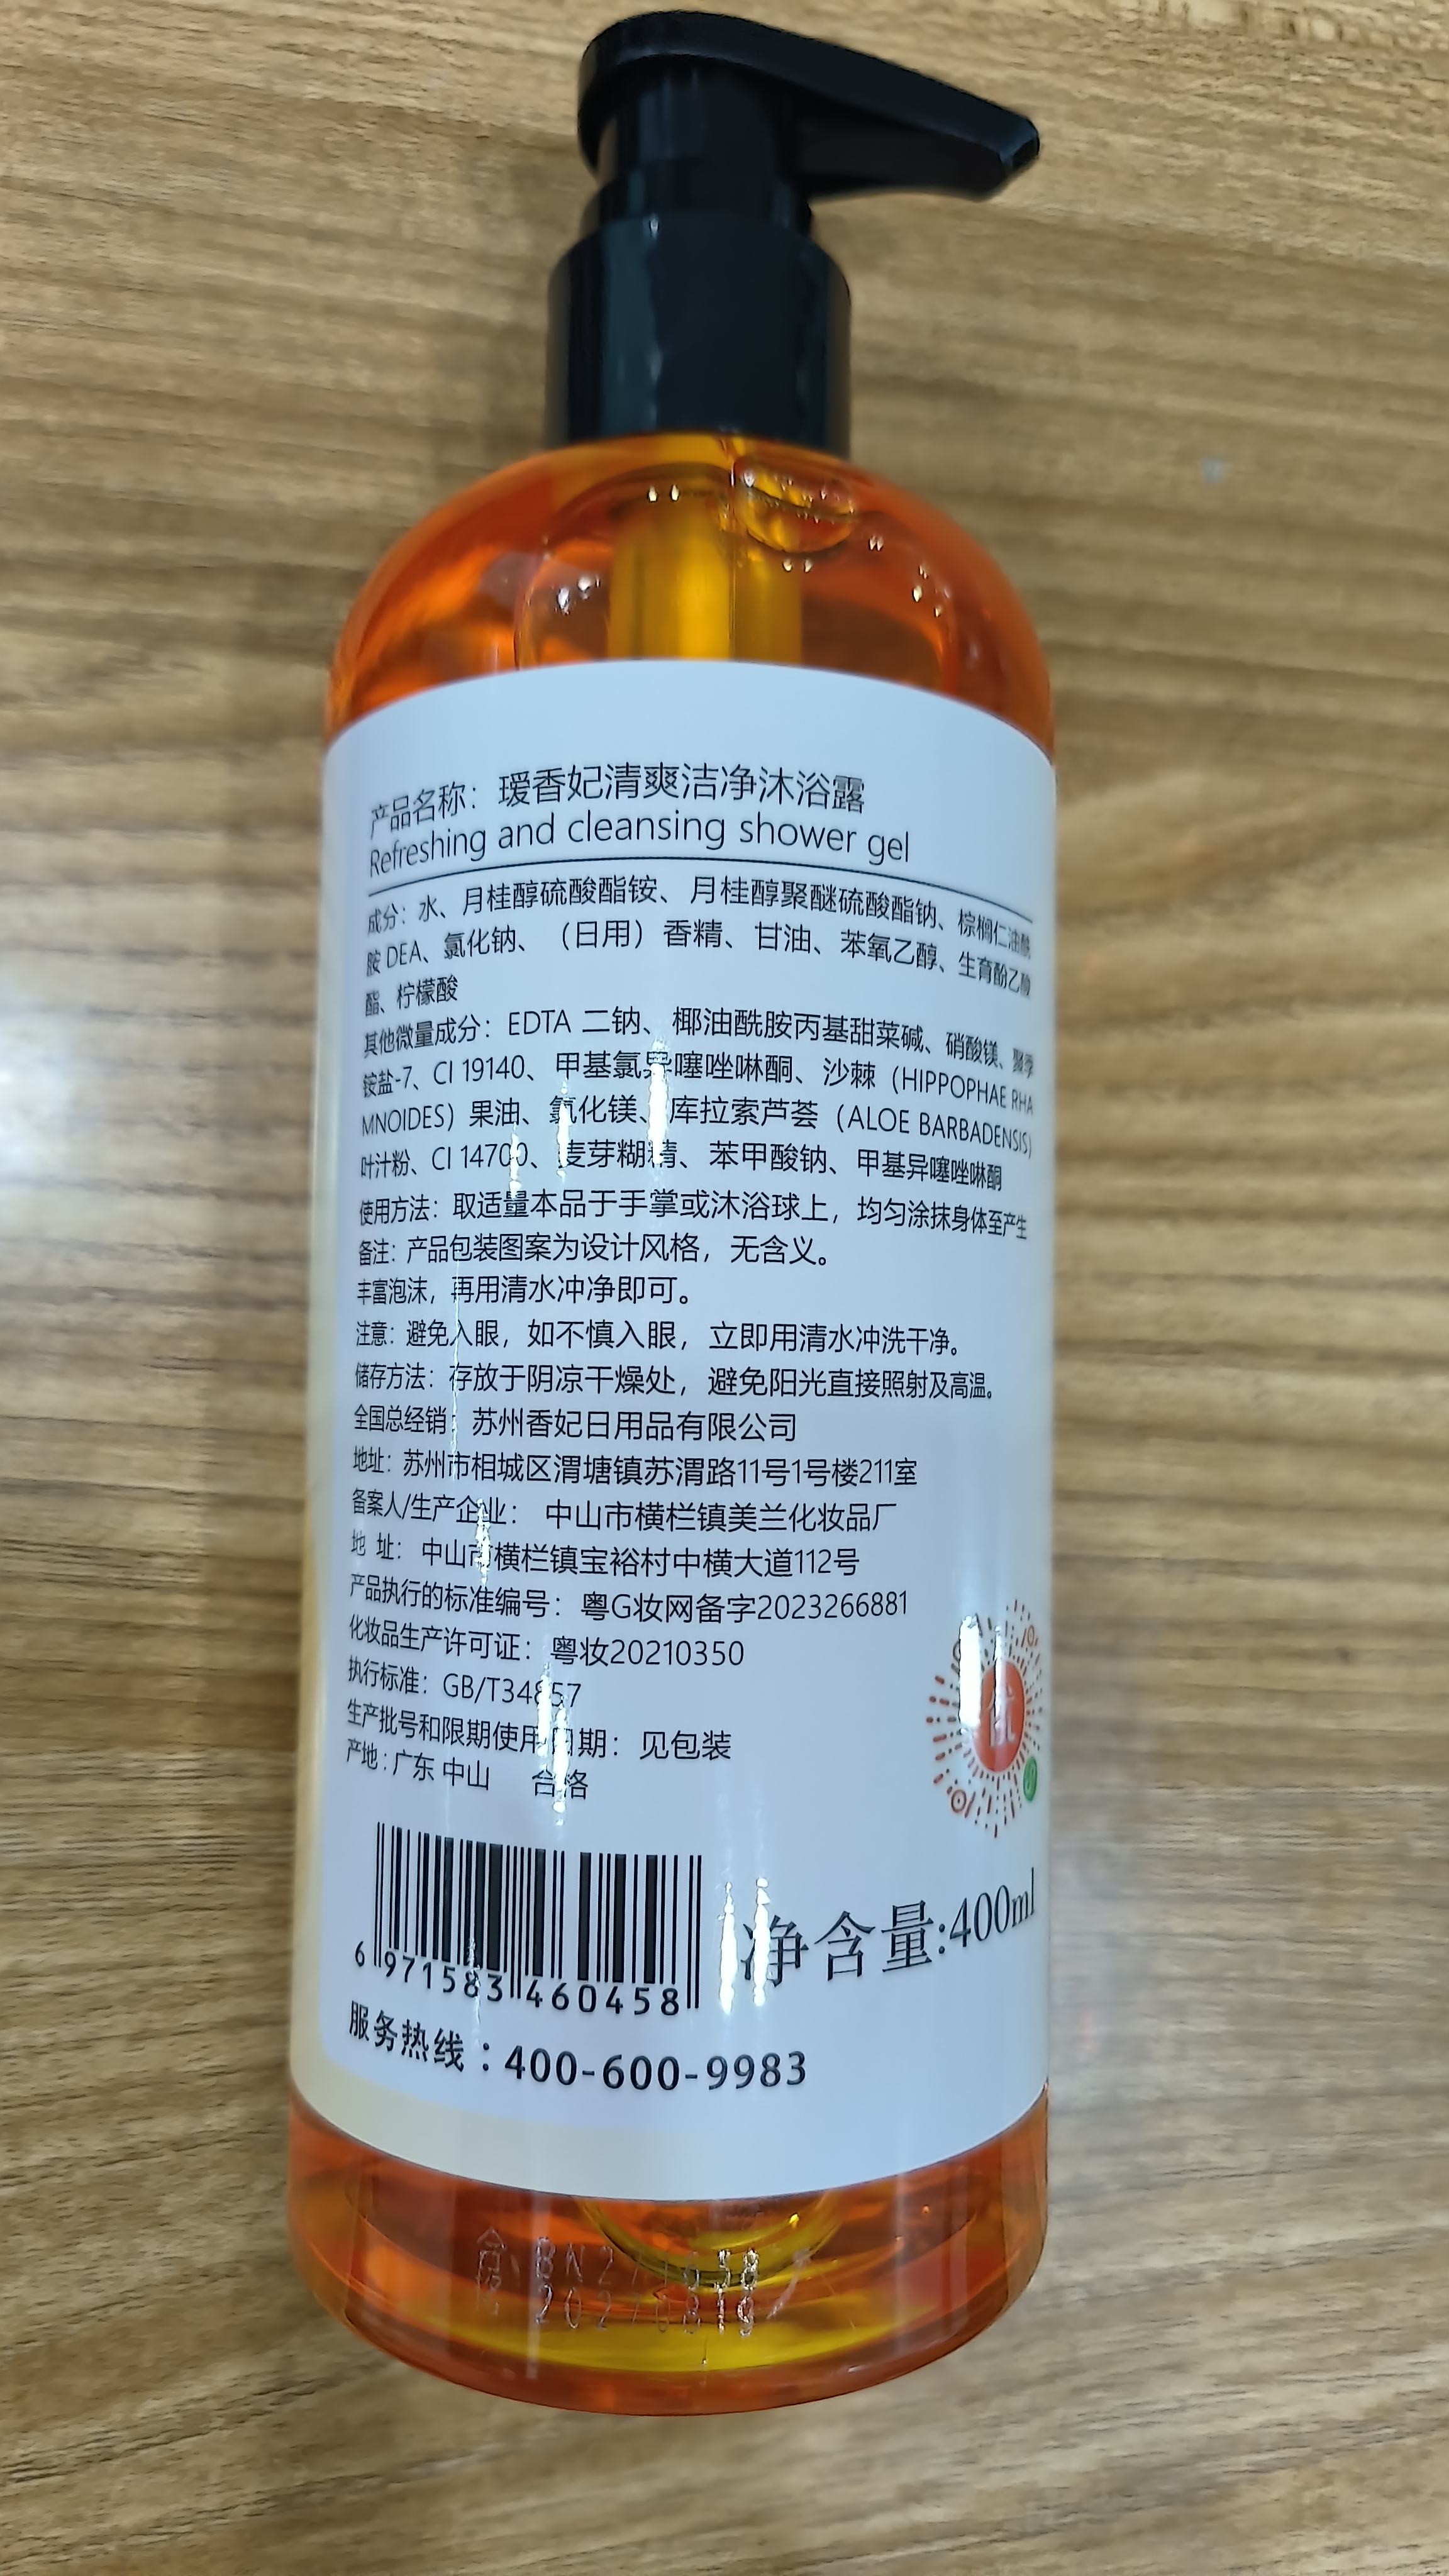 产品名称：瑷香妃清爽洁净沐浴露
Refreshing and cleansing shower gel
成分：水、月桂醇硫酸酯铵、月桂醇聚醚硫酸酯钠、棕榈仁油酰
胺 DEA、氯化钠、（日用）香精、甘油、苯氧乙醇、生育酚乙酸
酯、柠檬酸
其他微量成分：EDTA 二钠、椰油酰胺丙基甜菜碱、硝酸镁、聚季
铵盐-7、CI 19140、甲基氯异噻唑啉酮、沙棘（HIPPOPHAE RHA
MNOIDES）果油、氯化镁、库拉索芦荟（ALOE BARBADENSIS）
叶汁粉、CI 14700、麦芽糊精、苯甲酸钠、甲基异噻唑啉酮
使用方法：取适量本品于手掌或沐浴球上，均匀涂抹身体至产生
备注：产品包装图案为设计风格，无含义。
丰富泡沫，再用清水冲净即可。
注意：避免入眼，如不慎入眼，立即用清水冲洗干净。
储存方法：存放于阴凉干燥处，避免阳光直接照射及高温。
全国总经销：苏州香妃日用品有限公司
地址：苏州市相城区渭塘镇苏渭路11号1号楼211室
备案人/生产企业：中山市横栏镇美兰化妆品厂
地 址：中山市横栏镇宝裕村中横大道112号
产品执行的标准编号：粤G妆网备字2023266881
化妆品生产许可证：粤妆20210350
执行标准：GB/T34857
生产批号和限期使用日期：见包装
产地：广东 中山 合格
优
6 971583 460458
净含量:400ml
服务热线：400-600-9983
合格